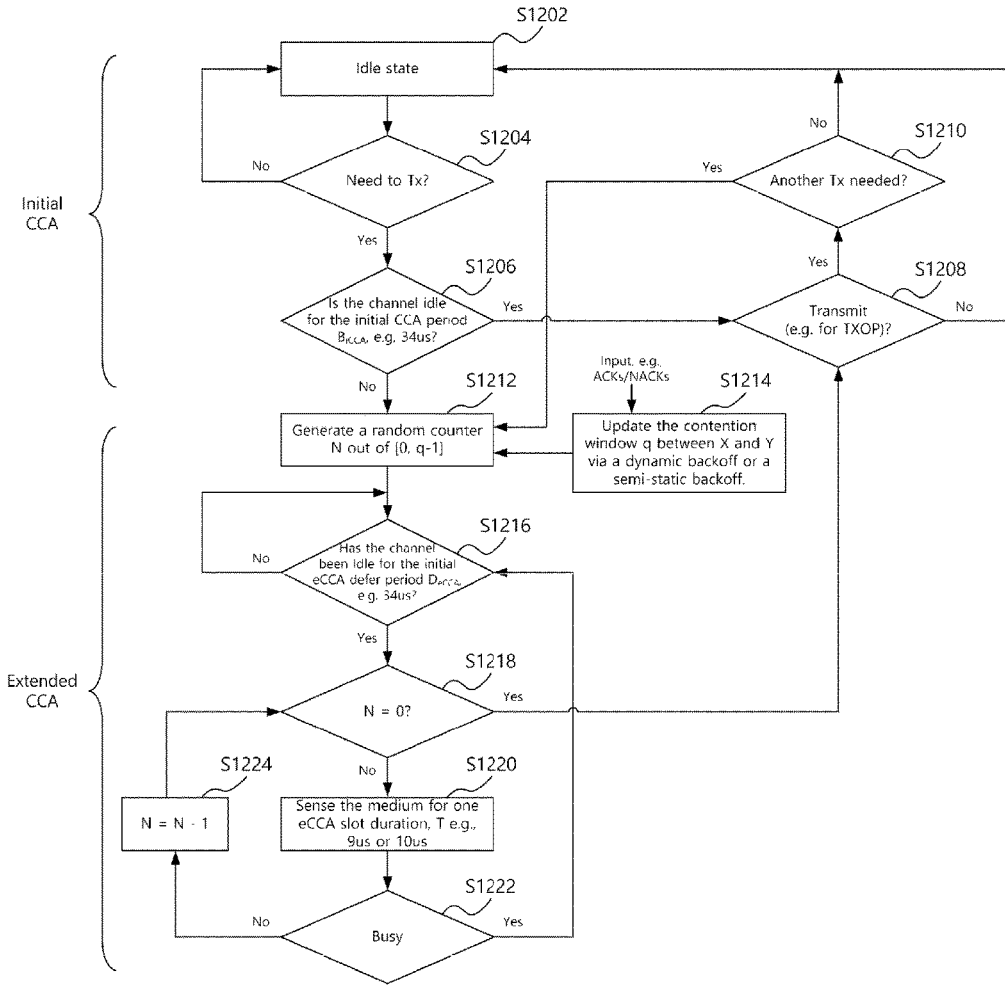 S1202
Idle state
S1204
No
Need to Tx?
Yes
S1206
Is the channel idle
for the initial CCA period
BiCCA, e.g. 34us?
Yes
No
Initial
CCA
No
S1210
Yes
Another Tx needed?
Yes
S1208
Transmit
(e.g. for TXOP)?
No
S1212
Generate a random counter
N out of [0, q-1]
Input, e.g.,
ACKs/NACKs
S1214
Update the contention
window q between X and Y
via a dynamic backoff or a
semi-static backoff.
S1216
Has the channel
been Idle for the initial
eCCA defer period DeCCA,
e.g. 34us?
No
Yes
Extended
CCA
S1218
N = 0?
Yes
No
S1224
N = N - 1
S1220
Sense the medium for one
eCCA slot duration, T e.g.,
9us or 10us
S1222
No
Busy
Yes